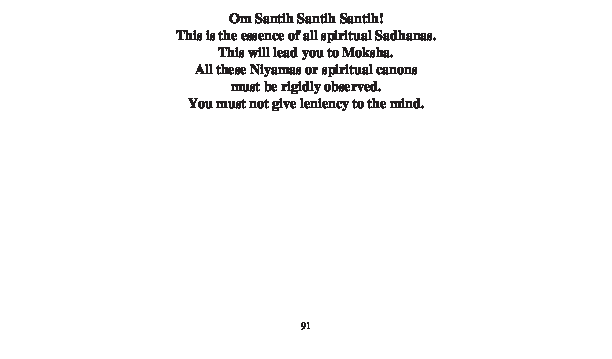 Om Santih Santih Santih!
This is the essence of all spiritual Sadhanas.
This will lead you to Moksha.
All these Niyamas or spiritual canons
must be rigidly observed.
You must not give leniency to the mind.
91